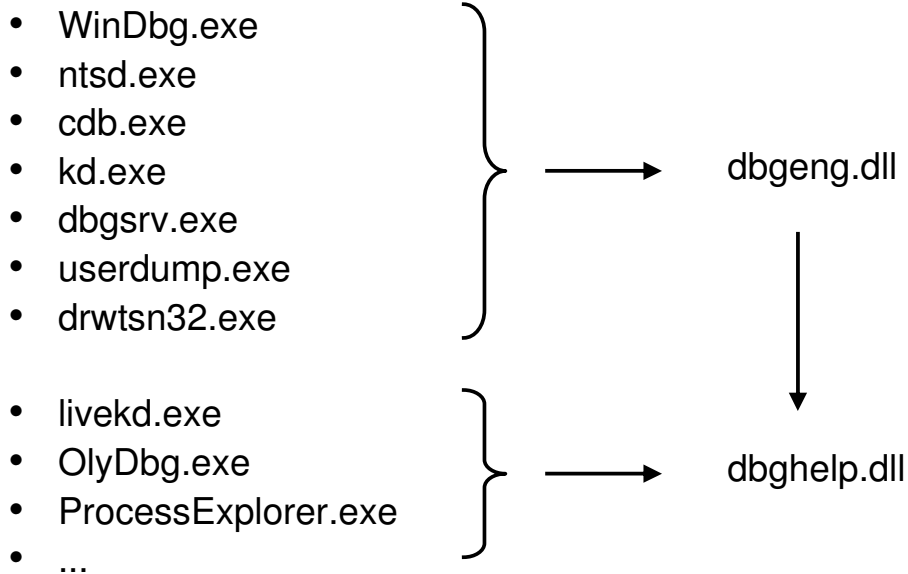 • WinDbg.exe
• ntsd.exe
• cdb.exe
• kd.exe
• dbgsrv.exe
• userdump.exe
• drwtsn32.exe
dbgeng.dll
• livekd.exe
• OlyDbg.exe
• ProcessExplorer.exe
• ...
dbghelp.dll